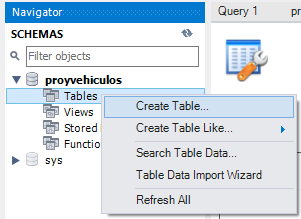 Navigator
Query 1
pr
SCHEMAS
Filter objects
proyvehiculos
Tables
Views
Stored
Functio
sys
Create Table...
Create Table Like...
Search Table Data...
Table Data Import Wizard
Refresh All